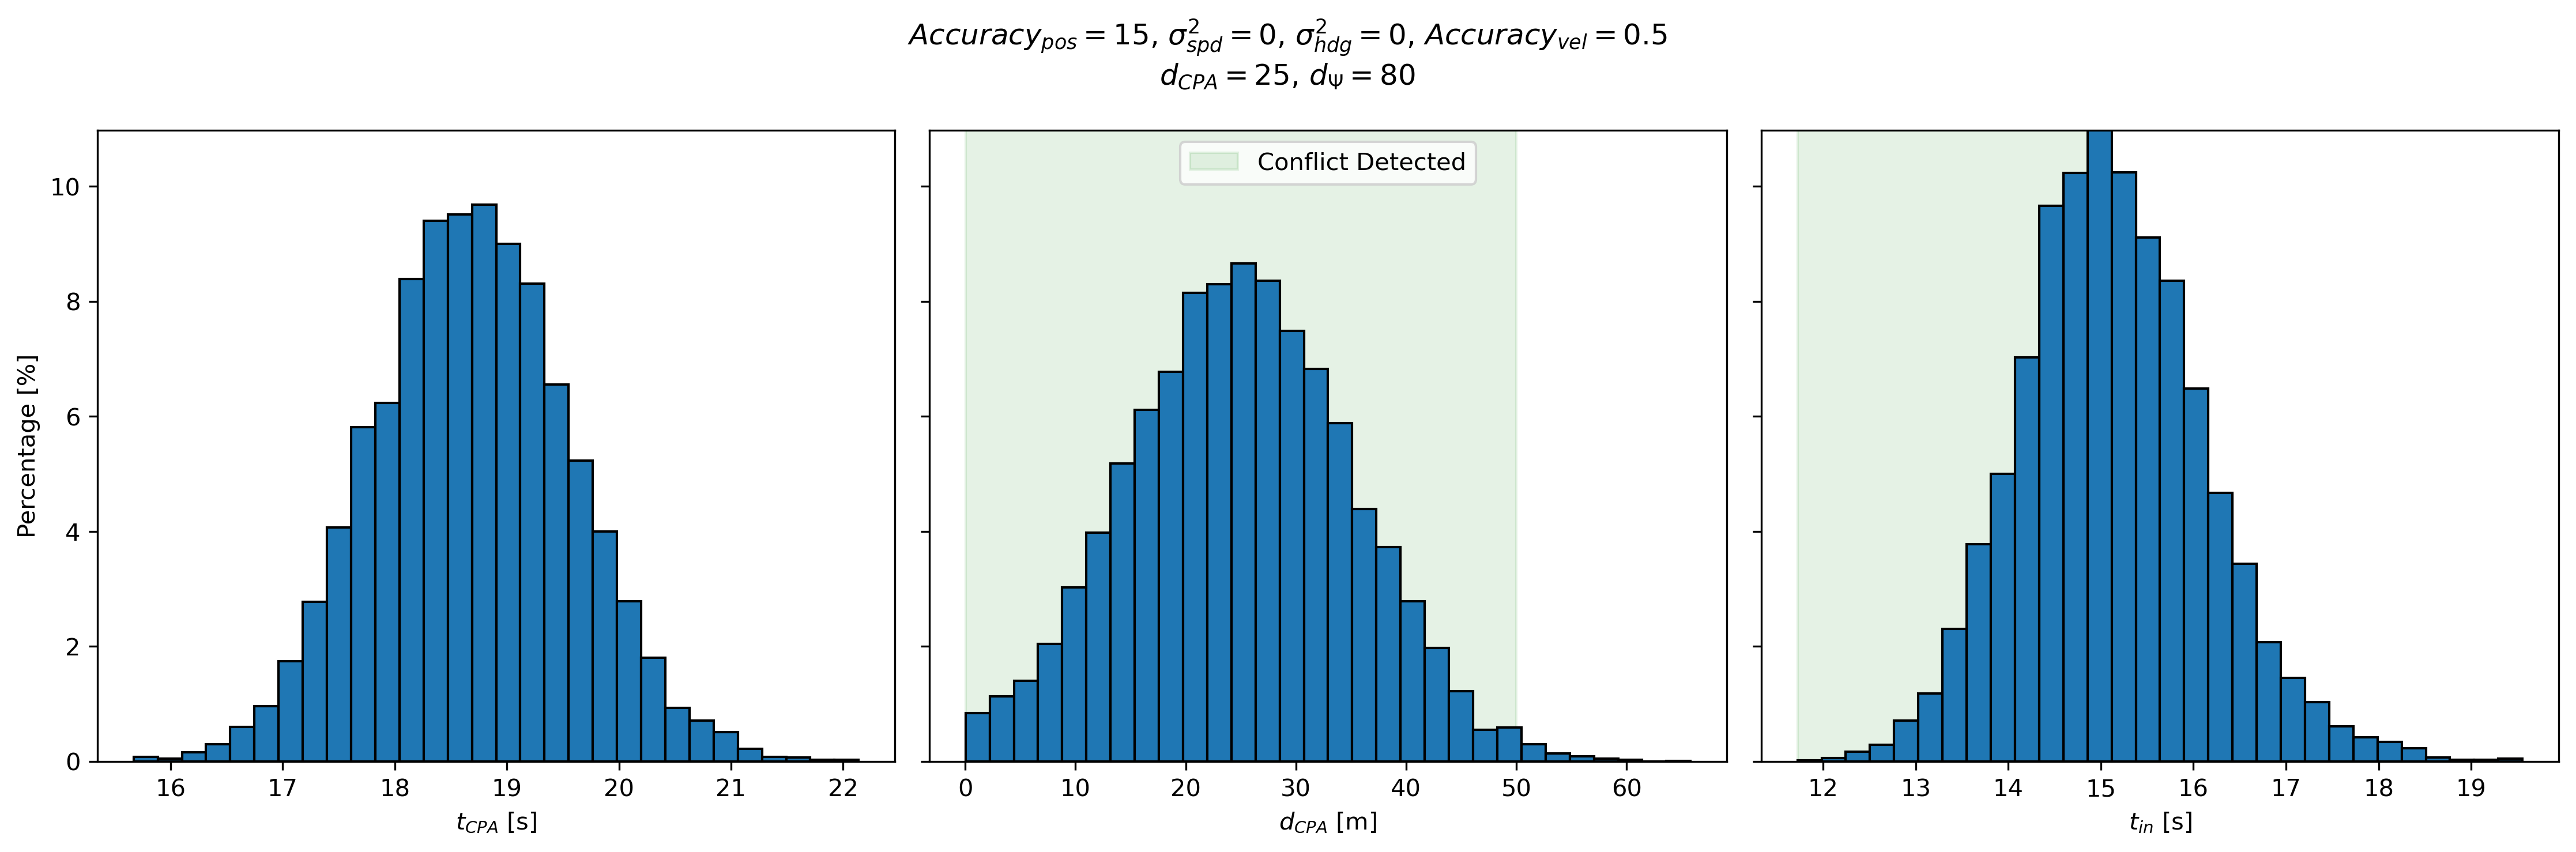 Accuracy_pos = 15, σ²_spd = 0, σ²_hdg = 0, Accuracy_vel = 0.5
d_CPA = 25, d_Ψ = 80
Percentage [%]
10
8
6
4
2
0
16 17 18 19 20 21 22
t_CPA [s]
Conflict Detected
0 10 20 30 40 50 60
d_CPA [m]
12 13 14 15 16 17 18 19
t_in [s]